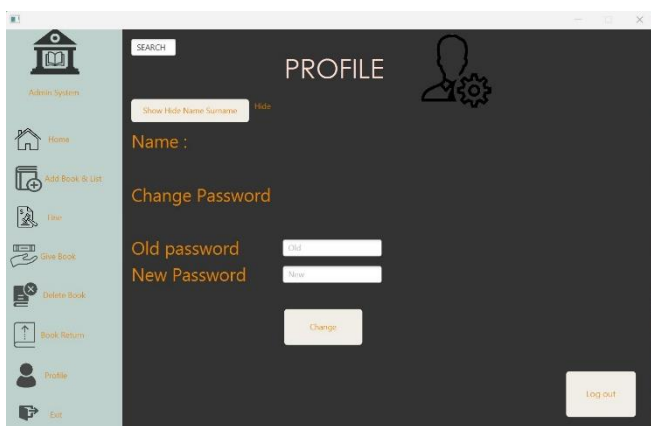 Admin System
Home
Add Book & List
User
Give Book
Delete Book
Book Return
Profile
Exit
SEARCH
PROFILE
Show Hide Name Surname
Hide
Name :
Change Password
Old password
Old
New Password
New
Change
Log out